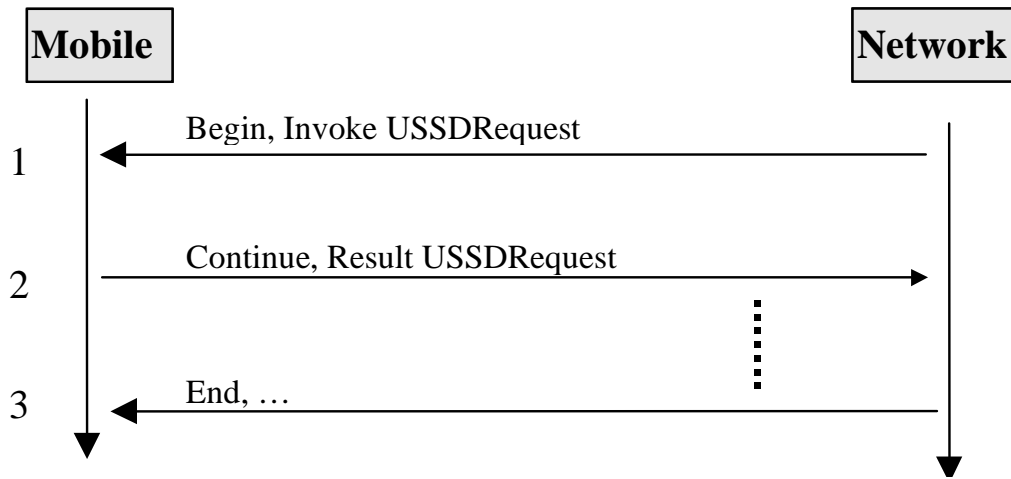 Mobile
Network
Begin, Invoke USSDRequest
1
Continue, Result USSDRequest
2
End, …
3